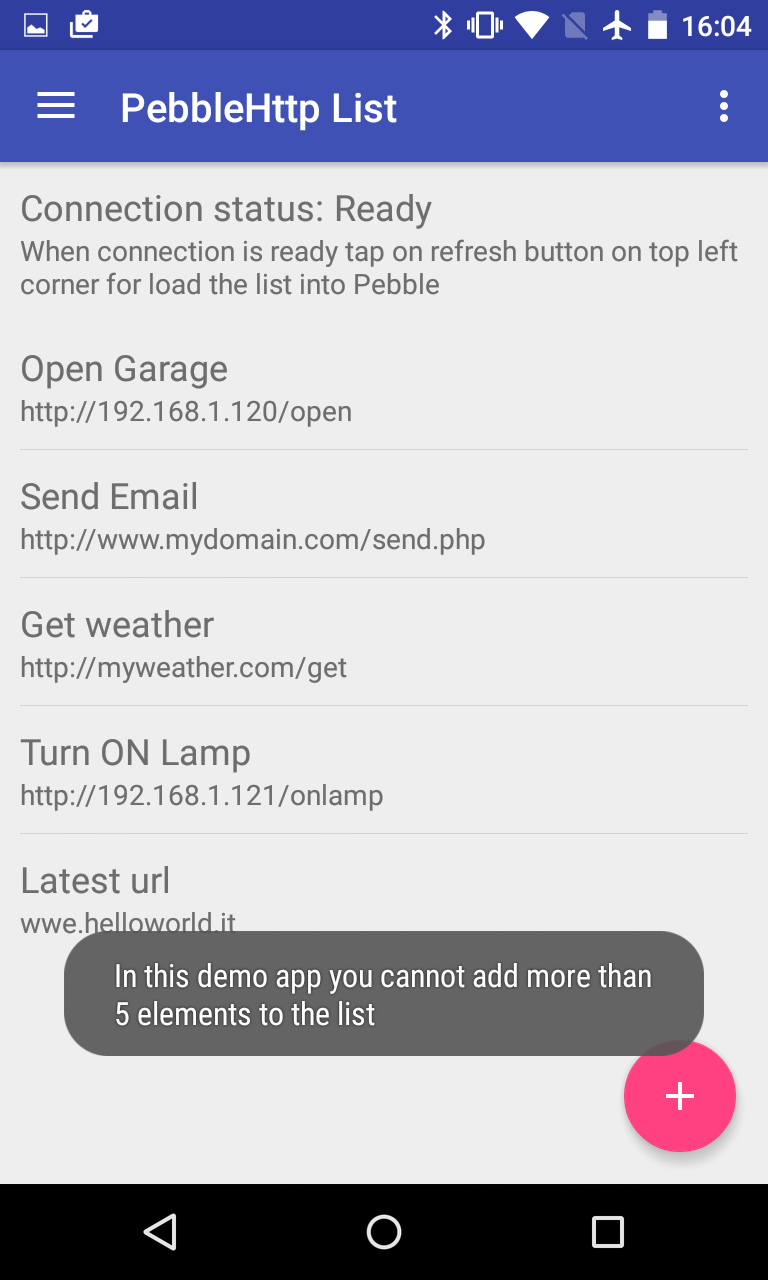 16:04
PebbleHttp List
Connection status: Ready
When connection is ready tap on refresh button on top left
corner for load the list into Pebble
Open Garage
http://192.168.1.120/open
Send Email
http://www.mydomain.com/send.php
Get weather
http://myweather.com/get
Turn ON Lamp
http://192.168.1.121/onlamp
Latest url
wwe.helloworld.it
In this demo app you cannot add more than
5 elements to the list